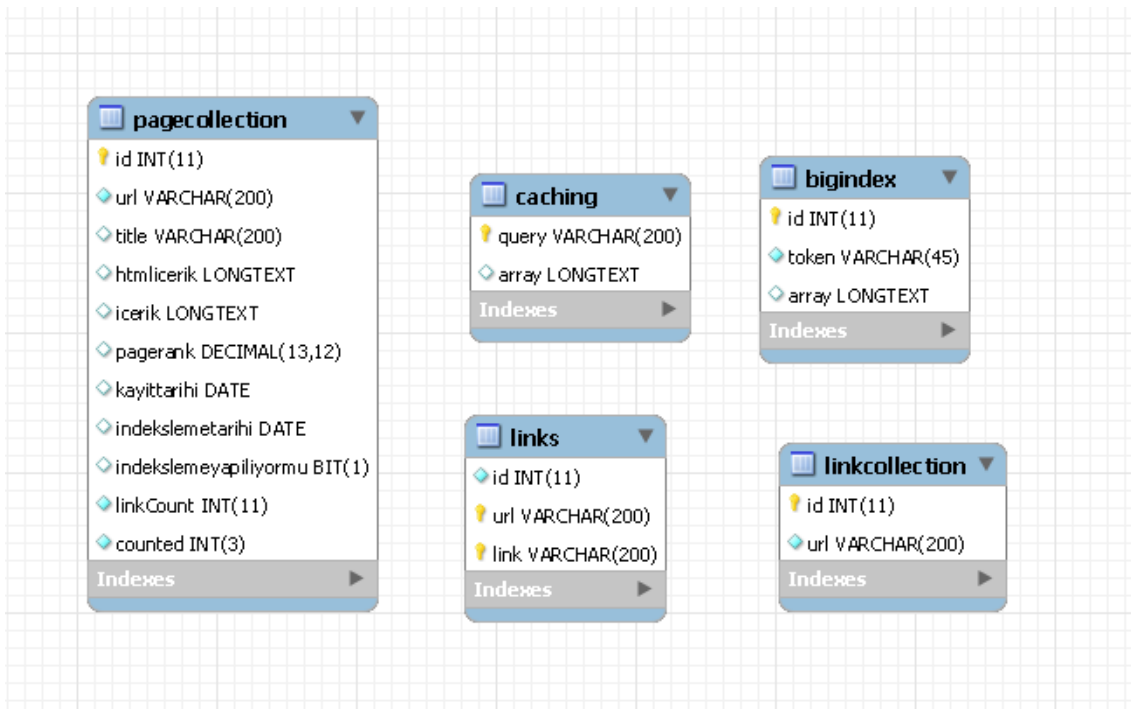 pagecollection
id INT(11)
url VARCHAR(200)
title VARCHAR(200)
htmlicerik LONGTEXT
icerik LONGTEXT
pagerank DECIMAL(13,12)
kayittarihi DATE
indekslemetarihi DATE
indekslemeyapiliyormu BIT(1)
linkCount INT(11)
counted INT(3)
Indexes
caching
query VARCHAR(200)
array LONGTEXT
Indexes
bigindex
id INT(11)
token VARCHAR(45)
array LONGTEXT
Indexes
links
id INT(11)
url VARCHAR(200)
link VARCHAR(200)
Indexes
linkcollection
id INT(11)
url VARCHAR(200)
Indexes